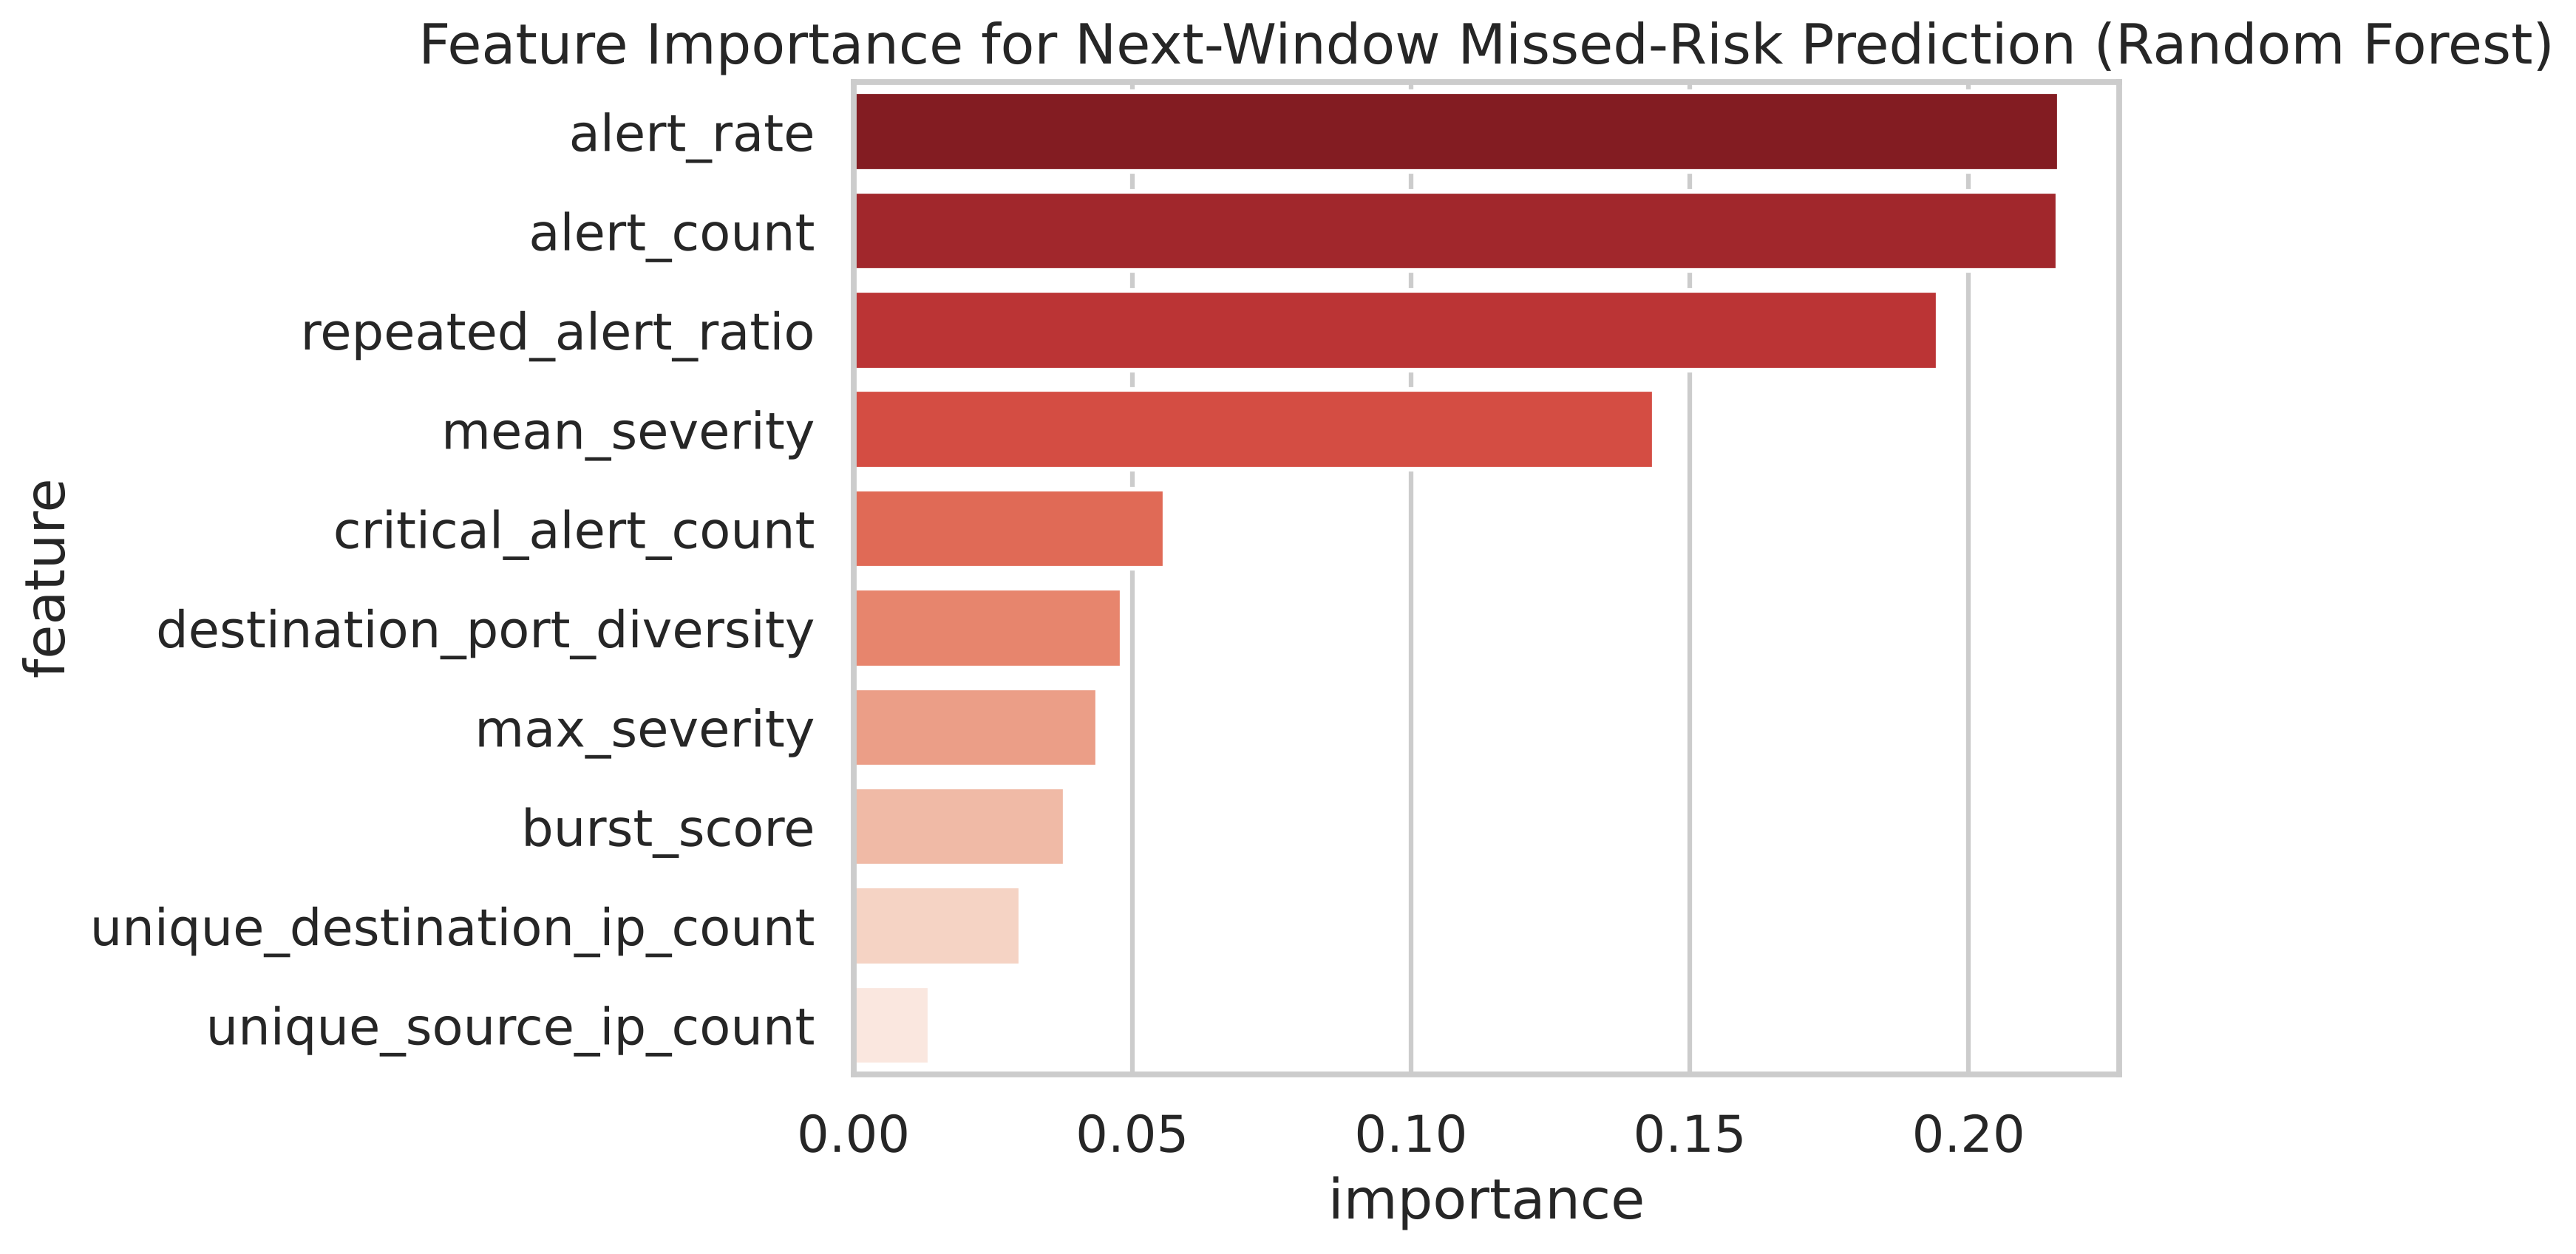 Feature Importance for Next-Window Missed-Risk Prediction (Random Forest)
alert_rate
alert_count
repeated_alert_ratio
mean_severity
critical_alert_count
destination_port_diversity
max_severity
burst_score
unique_destination_ip_count
unique_source_ip_count
feature
0.00 0.05 0.10 0.15 0.20
importance